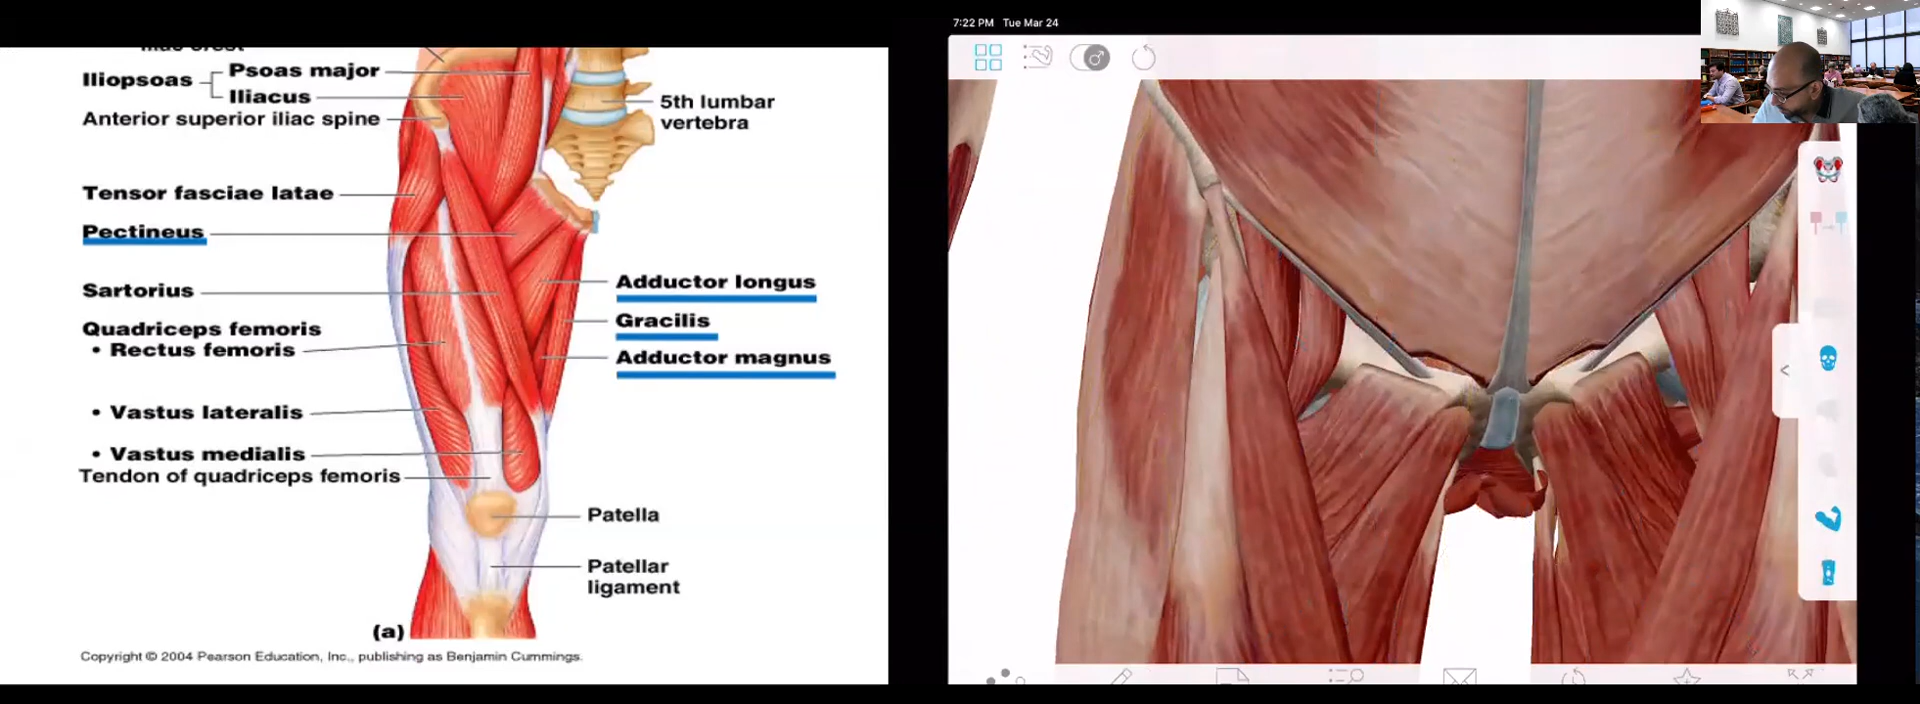 Iliac crest
Iliopsoas
Psoas major
Iliacus
Anterior superior iliac spine
5th lumbar
vertebra
Tensor fasciae latae
Pectineus
Sartorius
Quadriceps femoris
• Rectus femoris
• Vastus lateralis
• Vastus medialis
Tendon of quadriceps femoris
Adductor longus
Gracilis
Adductor magnus
Patella
Patellar
ligament
(a)
Copyright © 2004 Pearson Education, Inc., publishing as Benjamin Cummings.
7:22 PM Tue Mar 24